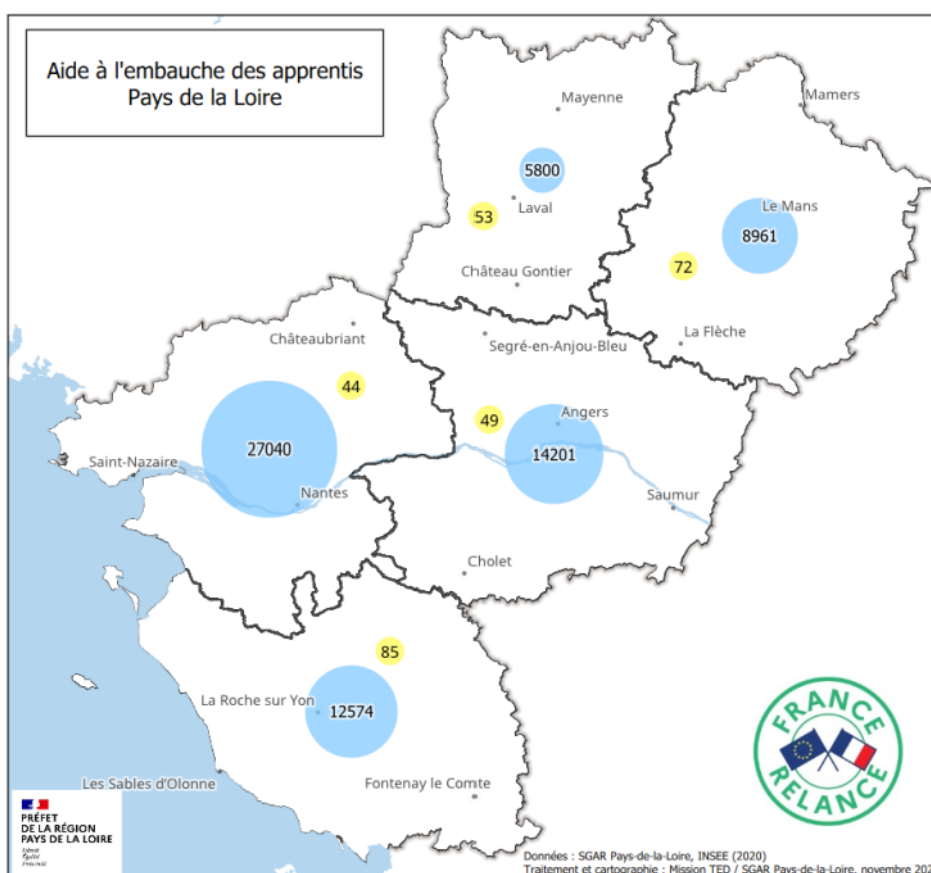 Aide à l'embauche des apprentis
Pays de la Loire
Mayenne
Mamers
5800
Laval
53
Le Mans
8961
72
Château Gontier
La Flèche
Châteaubriant
Segré-en-Anjou-Bleu
44
49
Angers
27040
14201
Saint-Nazaire
Nantes
Saumur
Cholet
85
La Roche sur Yon
12574
Les Sables d'Olonne
Fontenay le Comte
FRANCE
RELANCE
PRÉFET
DE LA RÉGION
PAYS DE LA LOIRE
Liberté
Égalité
Fraternité
Données : SGAR Pays-de-la-Loire, INSEE (2020)
Traitement et cartographie : Mission TED / SGAR Pays-de-la-Loire, novembre 202